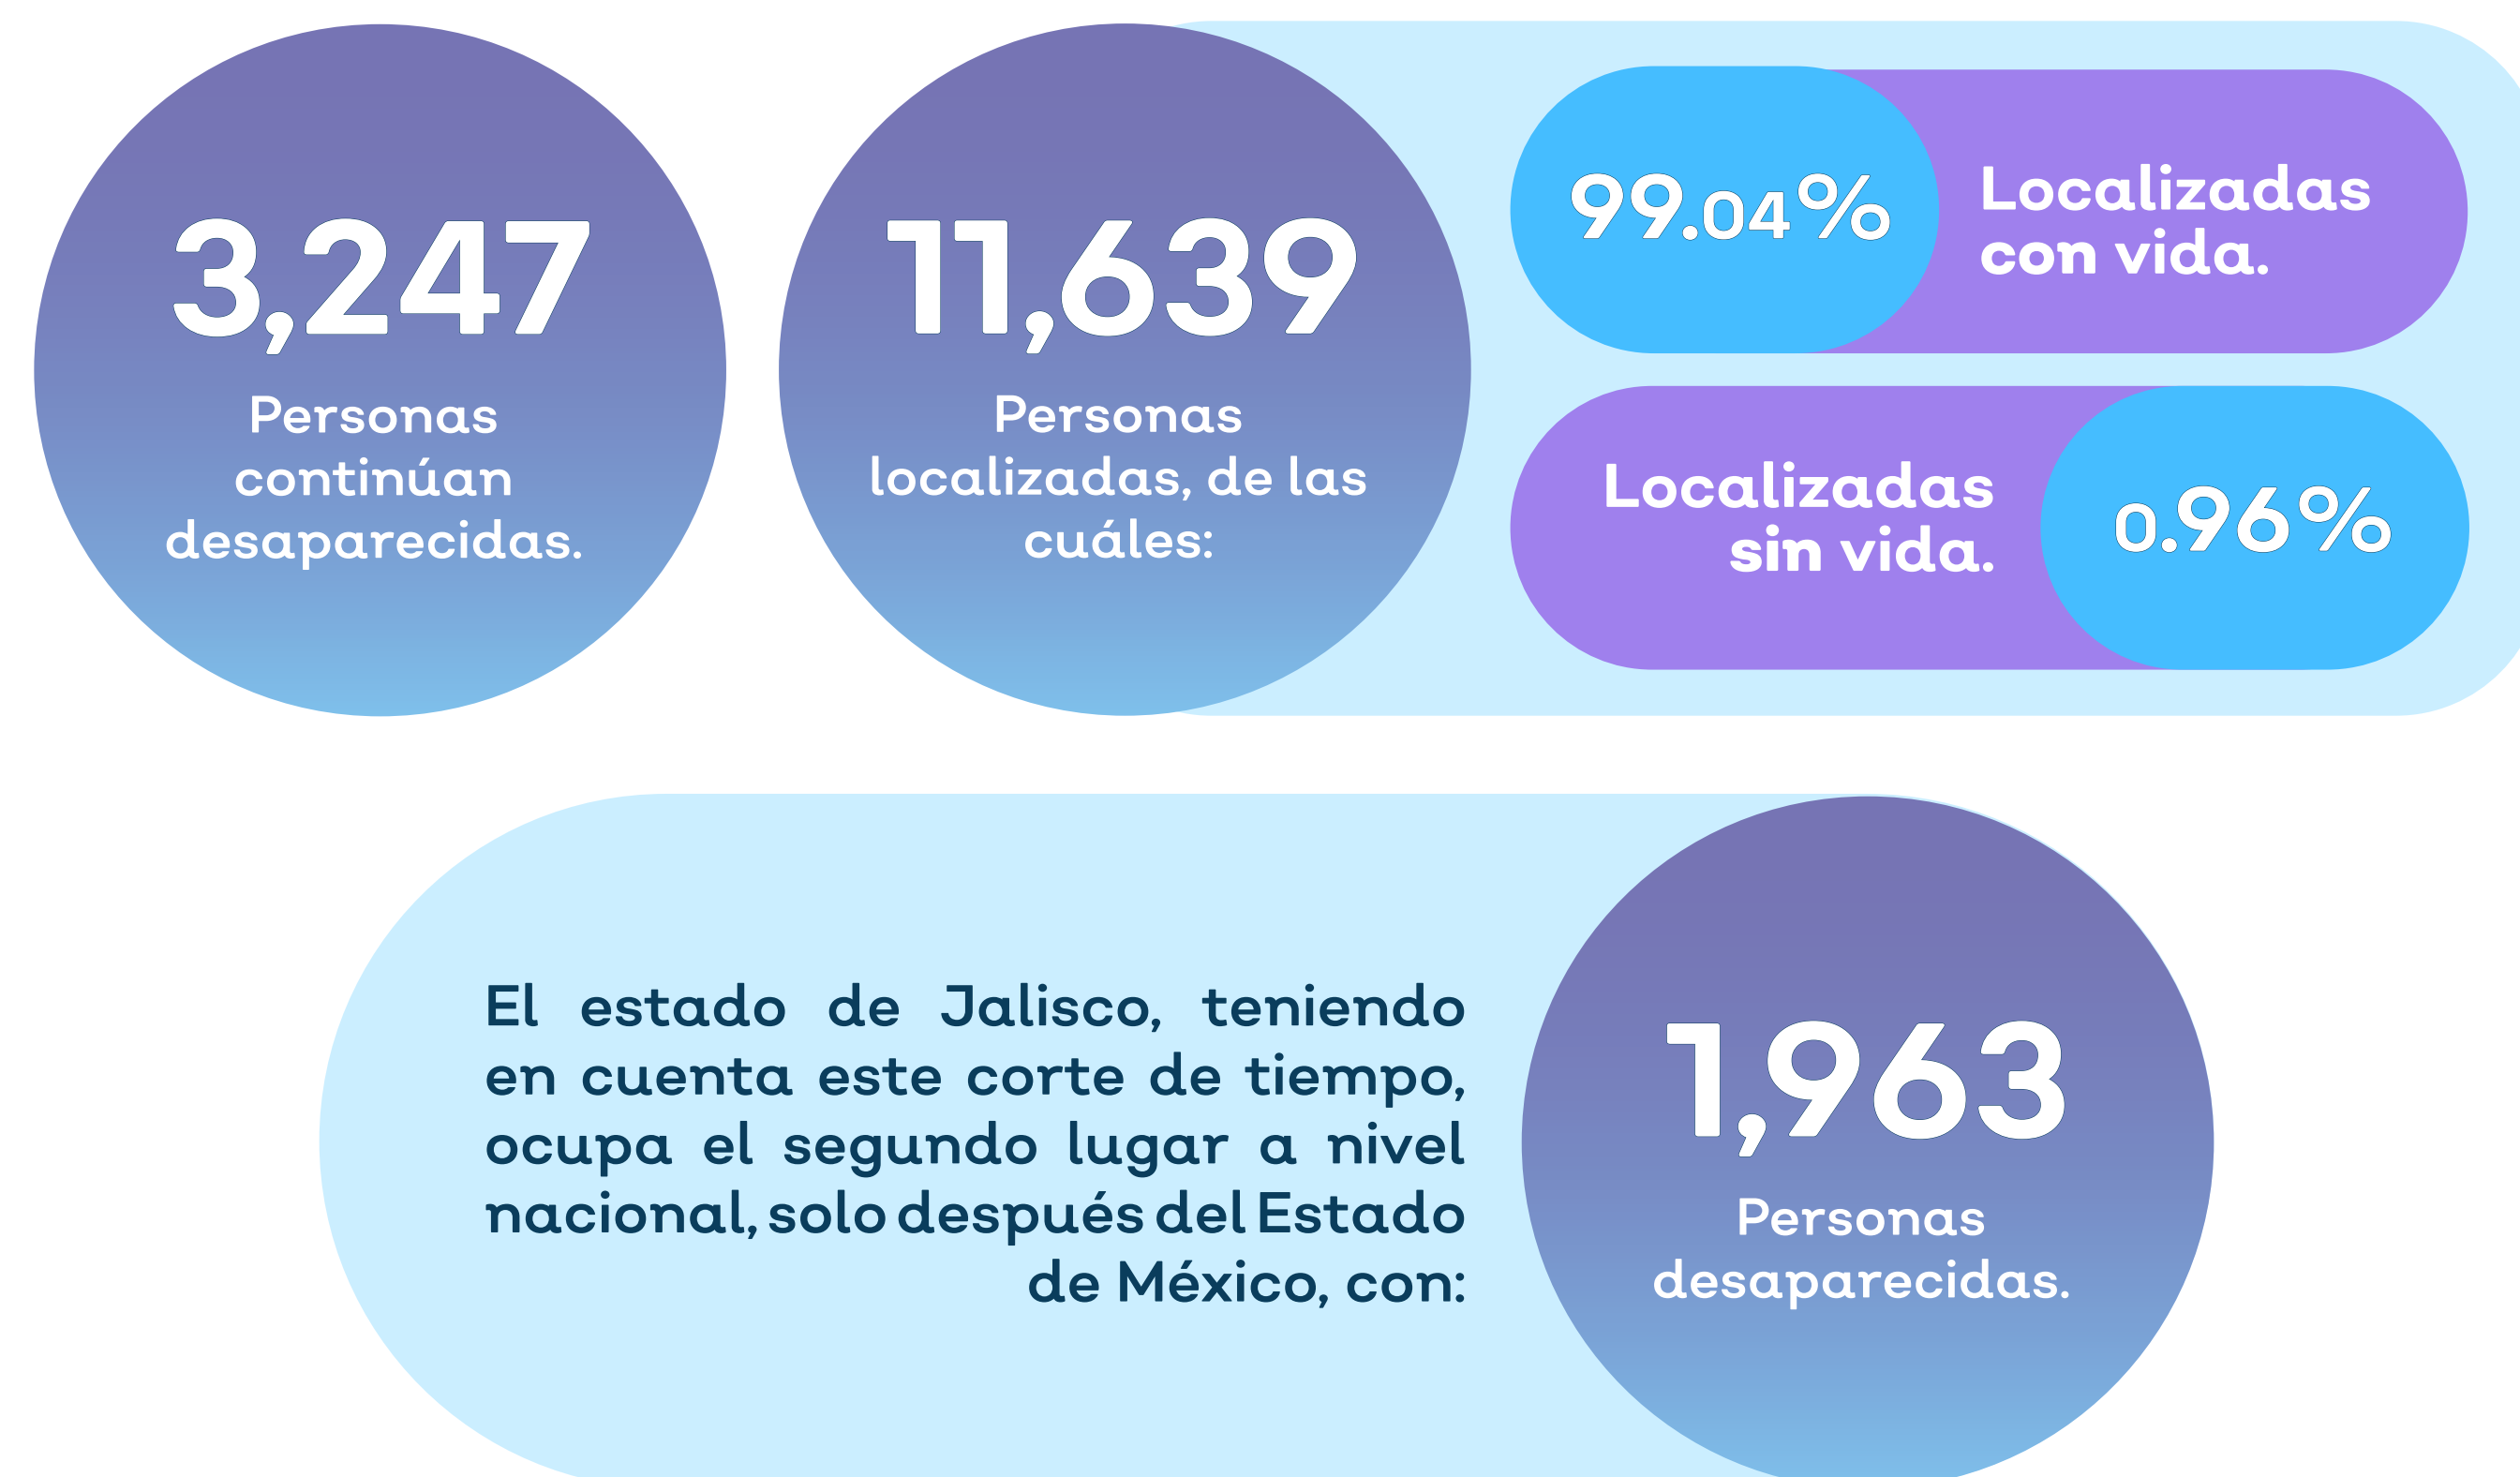 3,247
Personas
continúan
desaparecidas.
11,639
Personas
localizadas, de las
cuáles:
99.04%
Localizadas
con vida.
Localizadas
sin vida.
0.96%
El estado de Jalisco, teniendo
en cuenta este corte de tiempo,
ocupa el segundo lugar a nivel
nacional, solo después del Estado
de México, con:
1,963
Personas
desaparecidas.